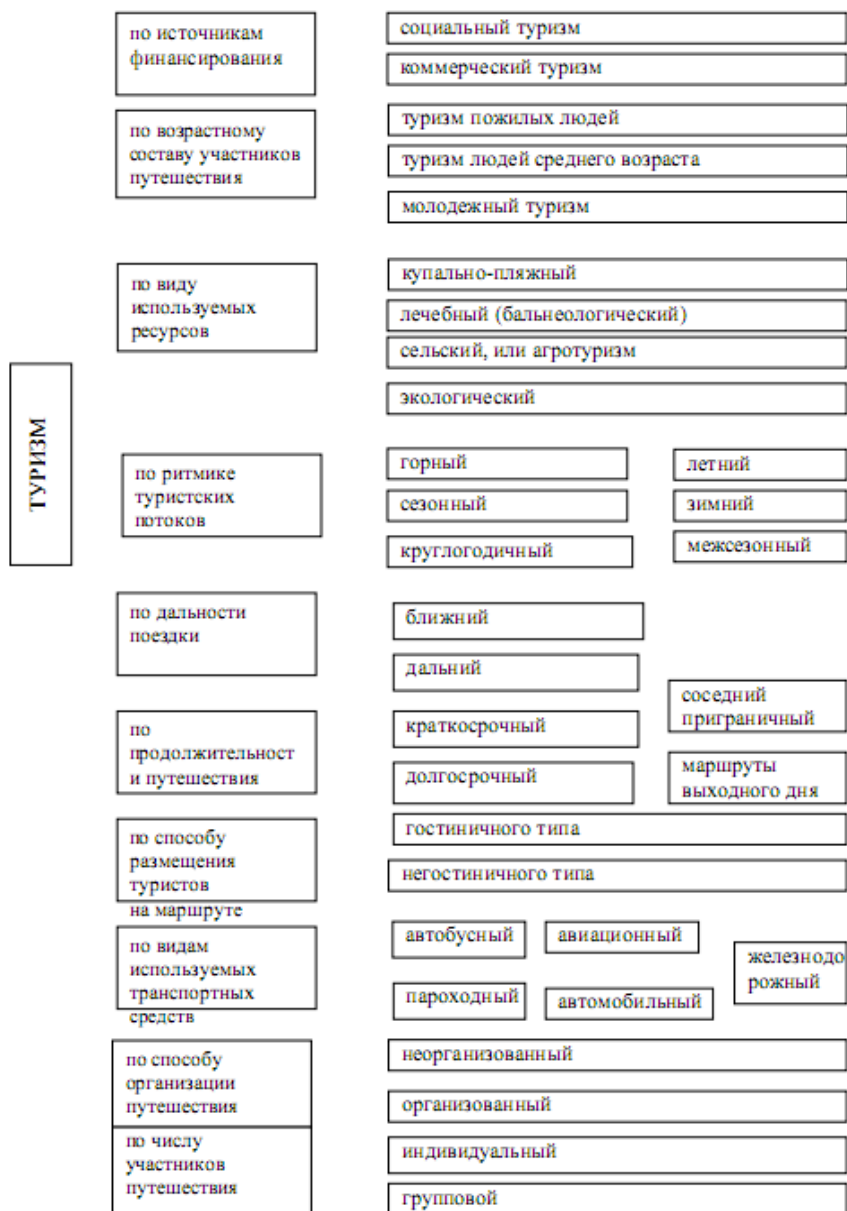 ТУРИЗМ
по источникам
финансирования
социальный туризм
коммерческий туризм
по возрастному
составу участников
путешествия
туризм пожилых людей
туризм людей среднего возраста
молодежный туризм
по виду
используемых
ресурсов
купально-пляжный
лечебный (бальнеологический)
сельский, или агротуризм
экологический
по ритмике
туристских
потоков
горный
сезонный
круглогодичный
летний
зимний
межсезонный
по дальности
поездки
ближний
дальний
соседний
приграничный
по
продолжительност
и путешествия
краткосрочный
долгосрочный
маршруты
выходного дня
по способу
размещения
туристов
на маршруте
гостиничного типа
негостиничного типа
по видам
используемых
транспортных
средств
автобусный
авиационный
пароходный
автомобильный
железнодо
рожный
по способу
организации
путешествия
неорганизованный
организованный
по числу
участников
путешествия
индивидуальный
групповой